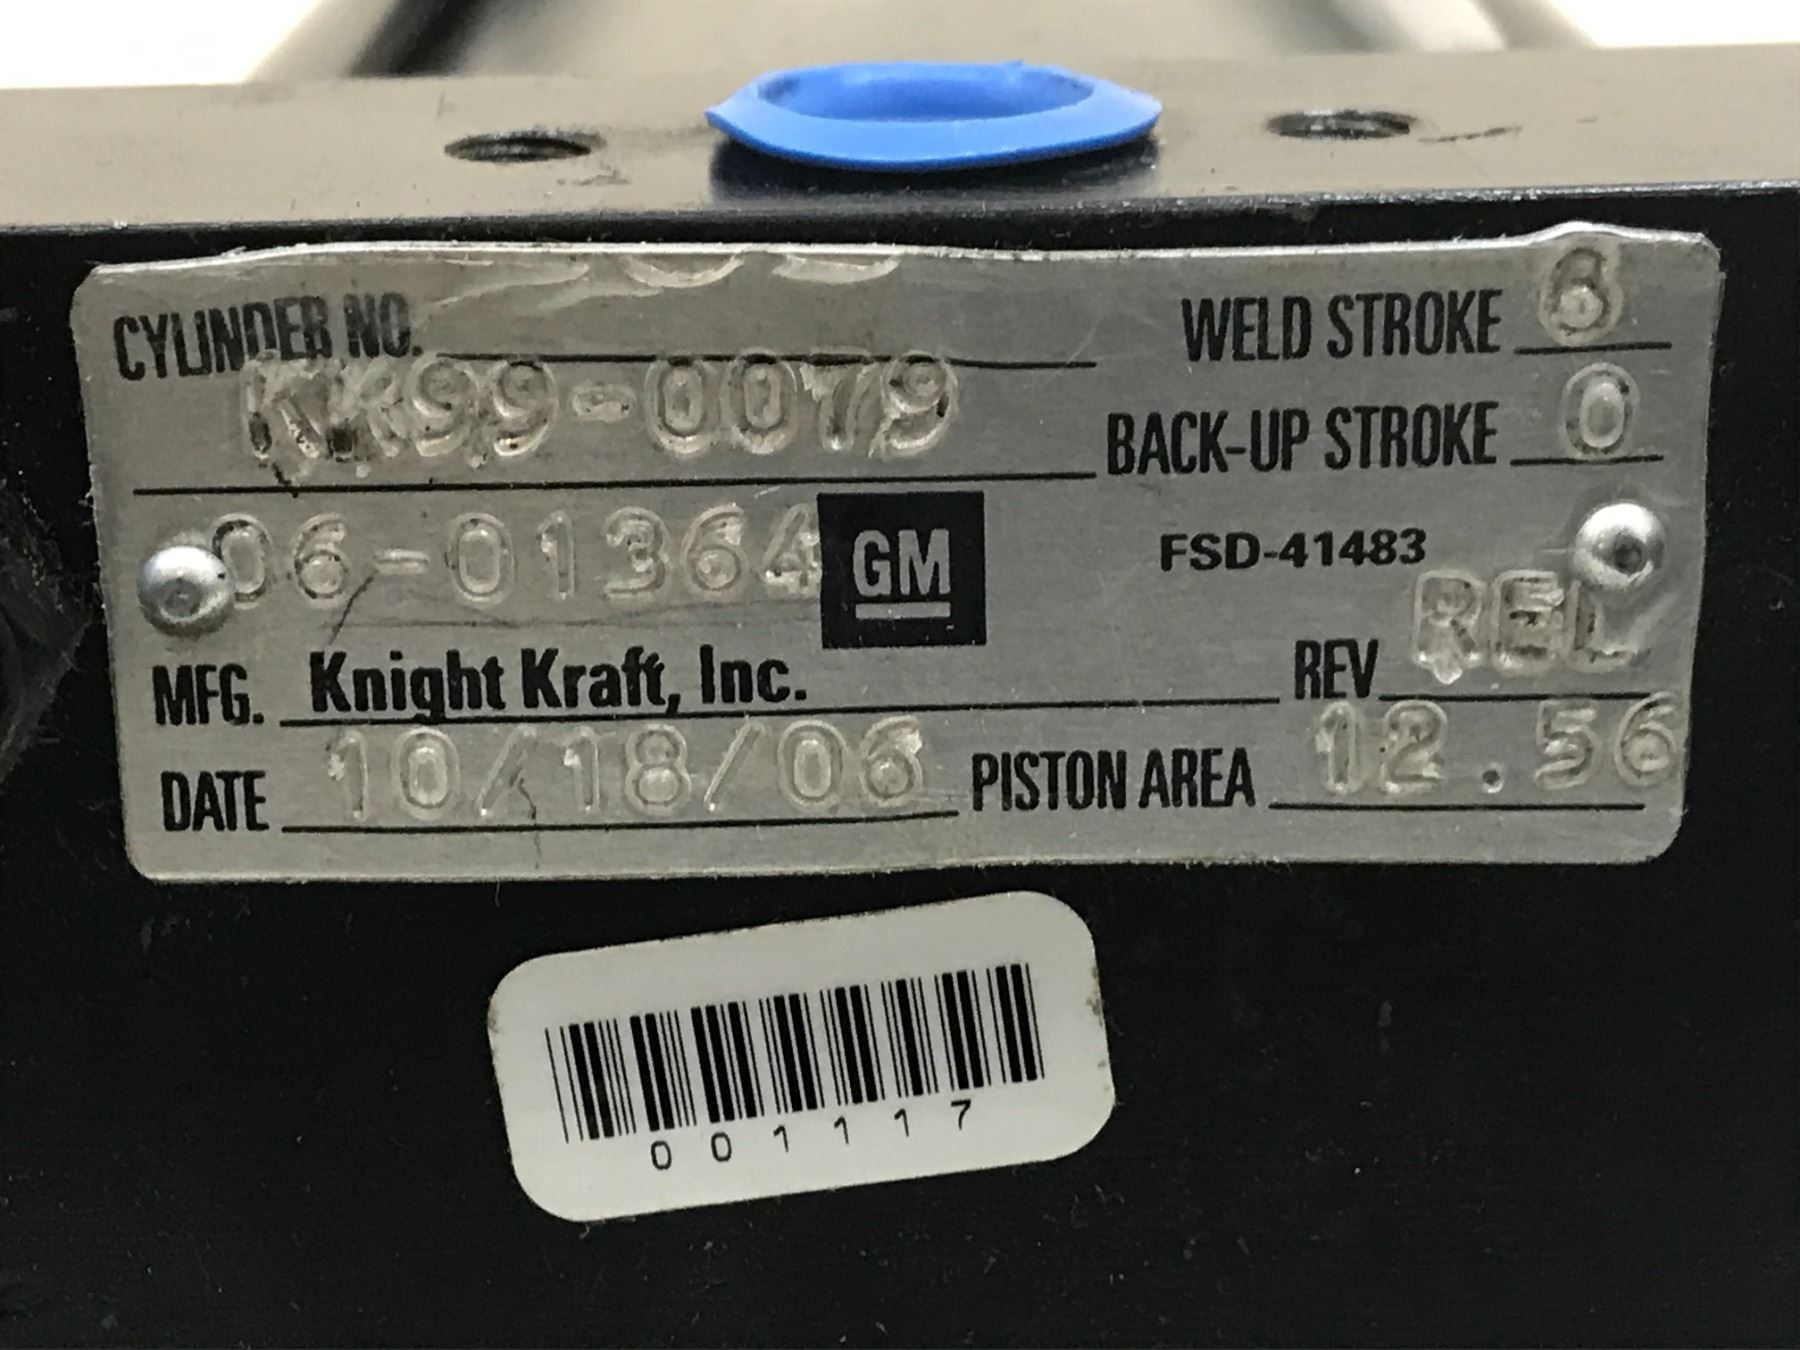 CYLINDER NO.
WELD STROKE 6
KK99-0079
BACK-UP STROKE 0
06-01364 GM FSD-41483
MFG. Knight Kraft, Inc. REV REL
DATE 10/18/06 PISTON AREA 12.56
001117